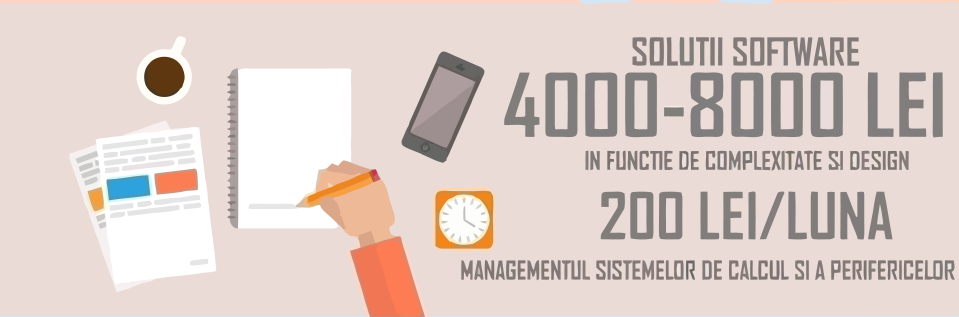 SOLUTII SOFTWARE
4000-8000 LEI
IN FUNCTIE DE COMPLEXITATE SI DESIGN
200 LEI/LUNA
MANAGEMENTUL SISTEMELOR DE CALCUL SI A PERIFERICELOR